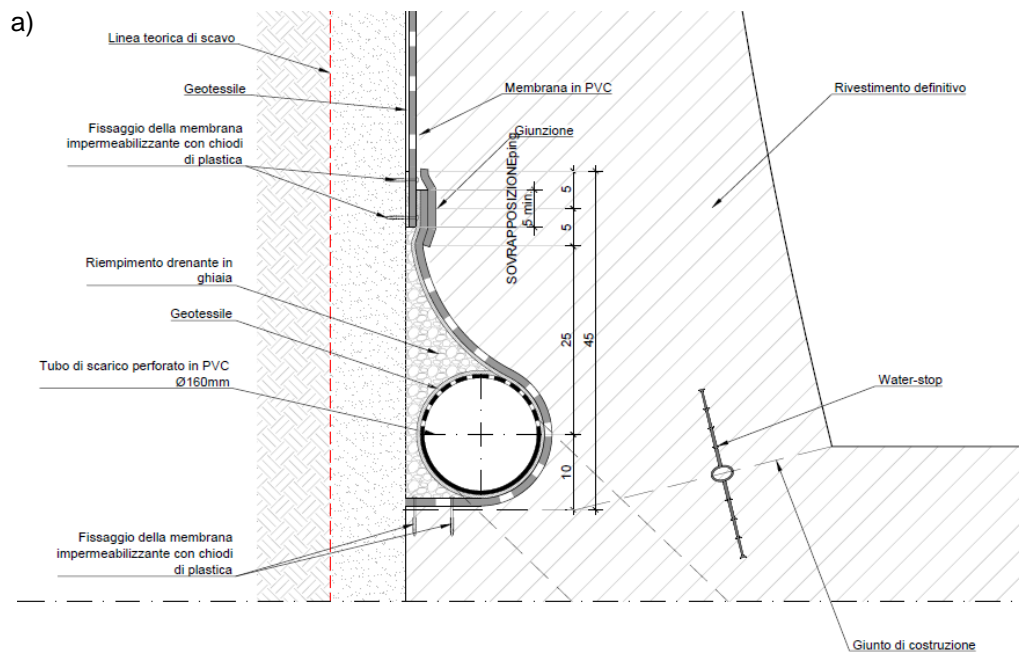 a)
Linea teorica di scavo
Geotessile
Fissaggio della membrana
impermeabilizzante con chiodi
di plastica
Riempimento drenante in
ghiaia
Geotessile
Tubo di scarico perforato in PVC
Ø160mm
Fissaggio della membrana
impermeabilizzante con chiodi
di plastica
Membrana in PVC
Giunzione
SOVRAPPOSIZIONEping
5 min.
5
5
25
45
10
Rivestimento definitivo
Water-stop
Giunto di costruzione